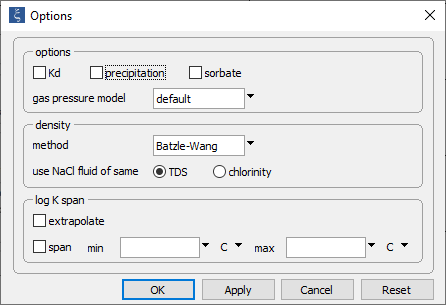 Options
options
Kd precipitation sorbate
gas pressure model default
density
method Batzle-Wang
use NaCl fluid of same TDS chlorinity
log K span
extrapolate
span min C max C
OK Apply Cancel Reset